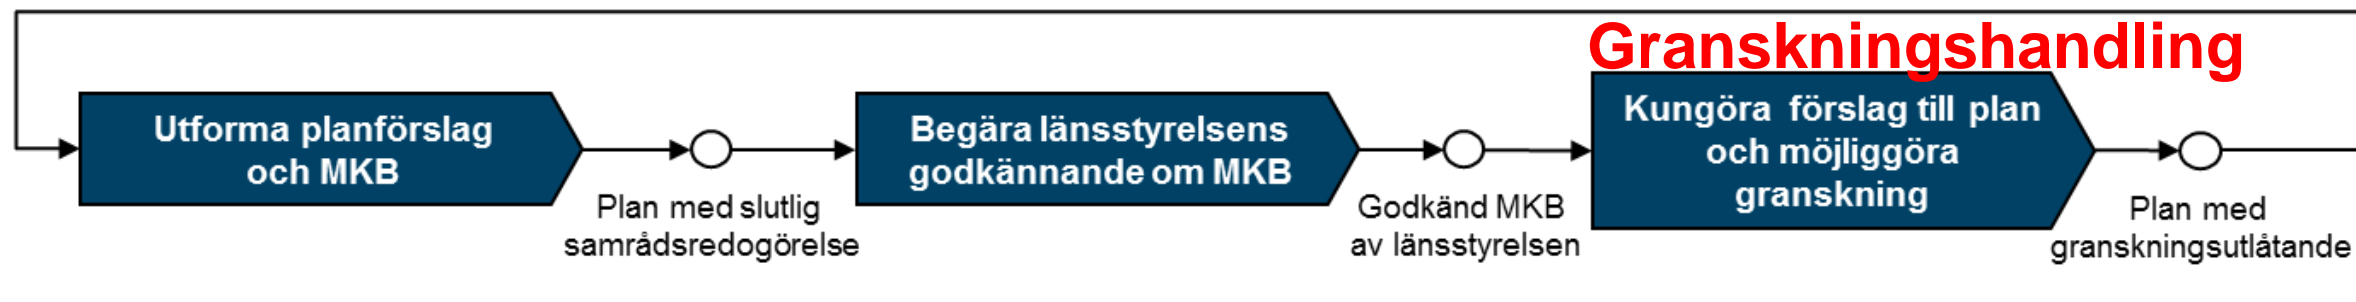 Granskningshandling
Utforma planförslag
och MKB
Plan med slutlig
samrådsredogörelse
Begära länsstyrelsens
godkännande om MKB
Godkänd MKB
av länsstyrelsen
Kungöra förslag till plan
och möjliggöra
granskning
Plan med
granskningsutlåtande